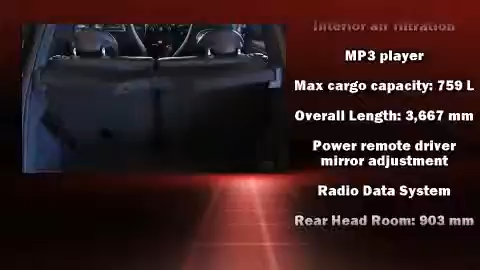 Interior air filtration
MP3 player
Max cargo capacity: 759 L
Overall Length: 3,667 mm
Power remote driver
mirror adjustment
Radio Data System
Rear Head Room: 903 mm